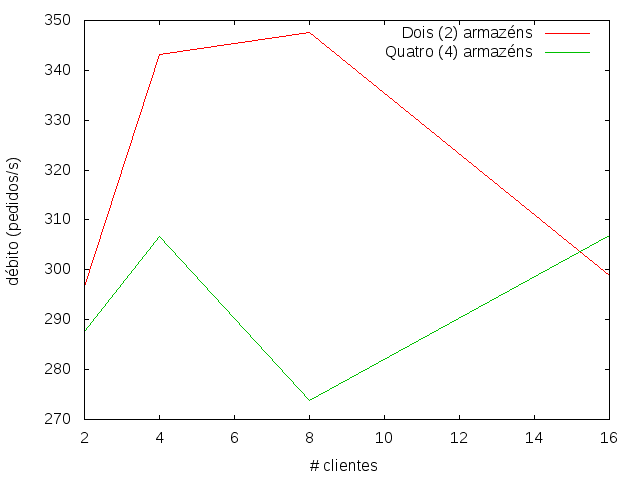 Dois (2) armazéns
Quatro (4) armazéns
débito (pedidos/s)
350
340
330
320
310
300
290
280
270
2 4 6 8 10 12 14 16
# clientes